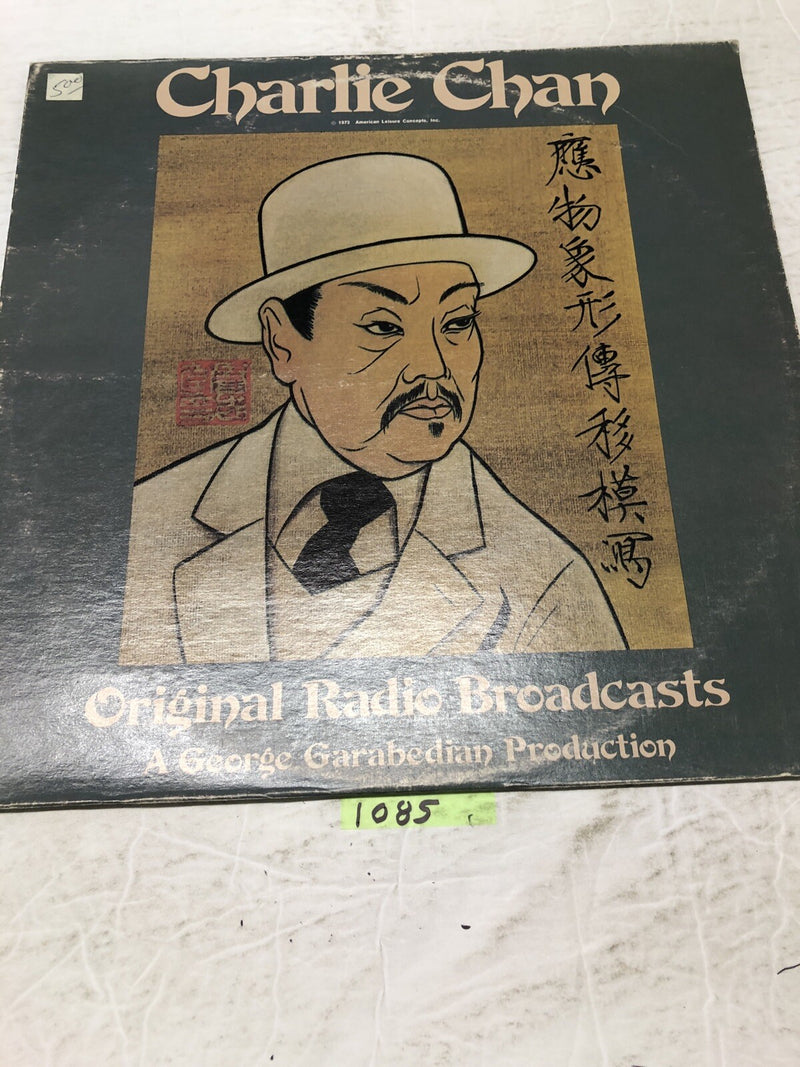 500
Charlie Chan
© 1972 American Leisure Concepts, Inc.
應物象形傳移模寫
Original Radio Broadcasts
A George Garabedian Production
1085